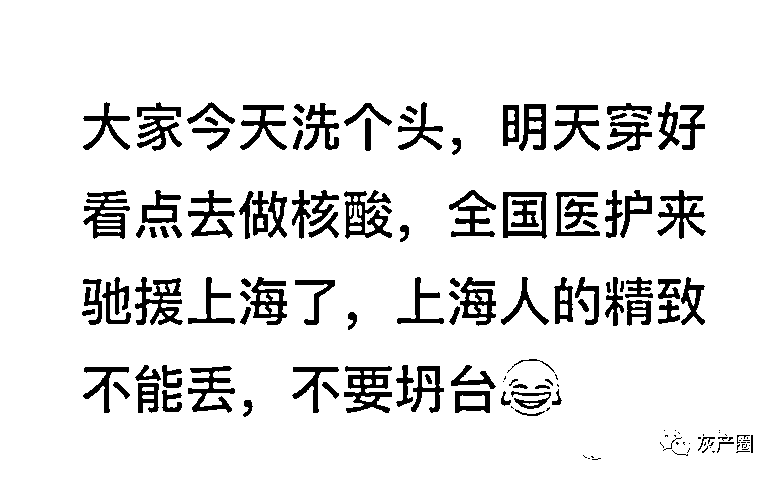 大家今天洗个头，明天穿好
看点去做核酸，全国医护来
驰援上海了，上海人的精致
不能丢，不要坍台😂
灰产圈